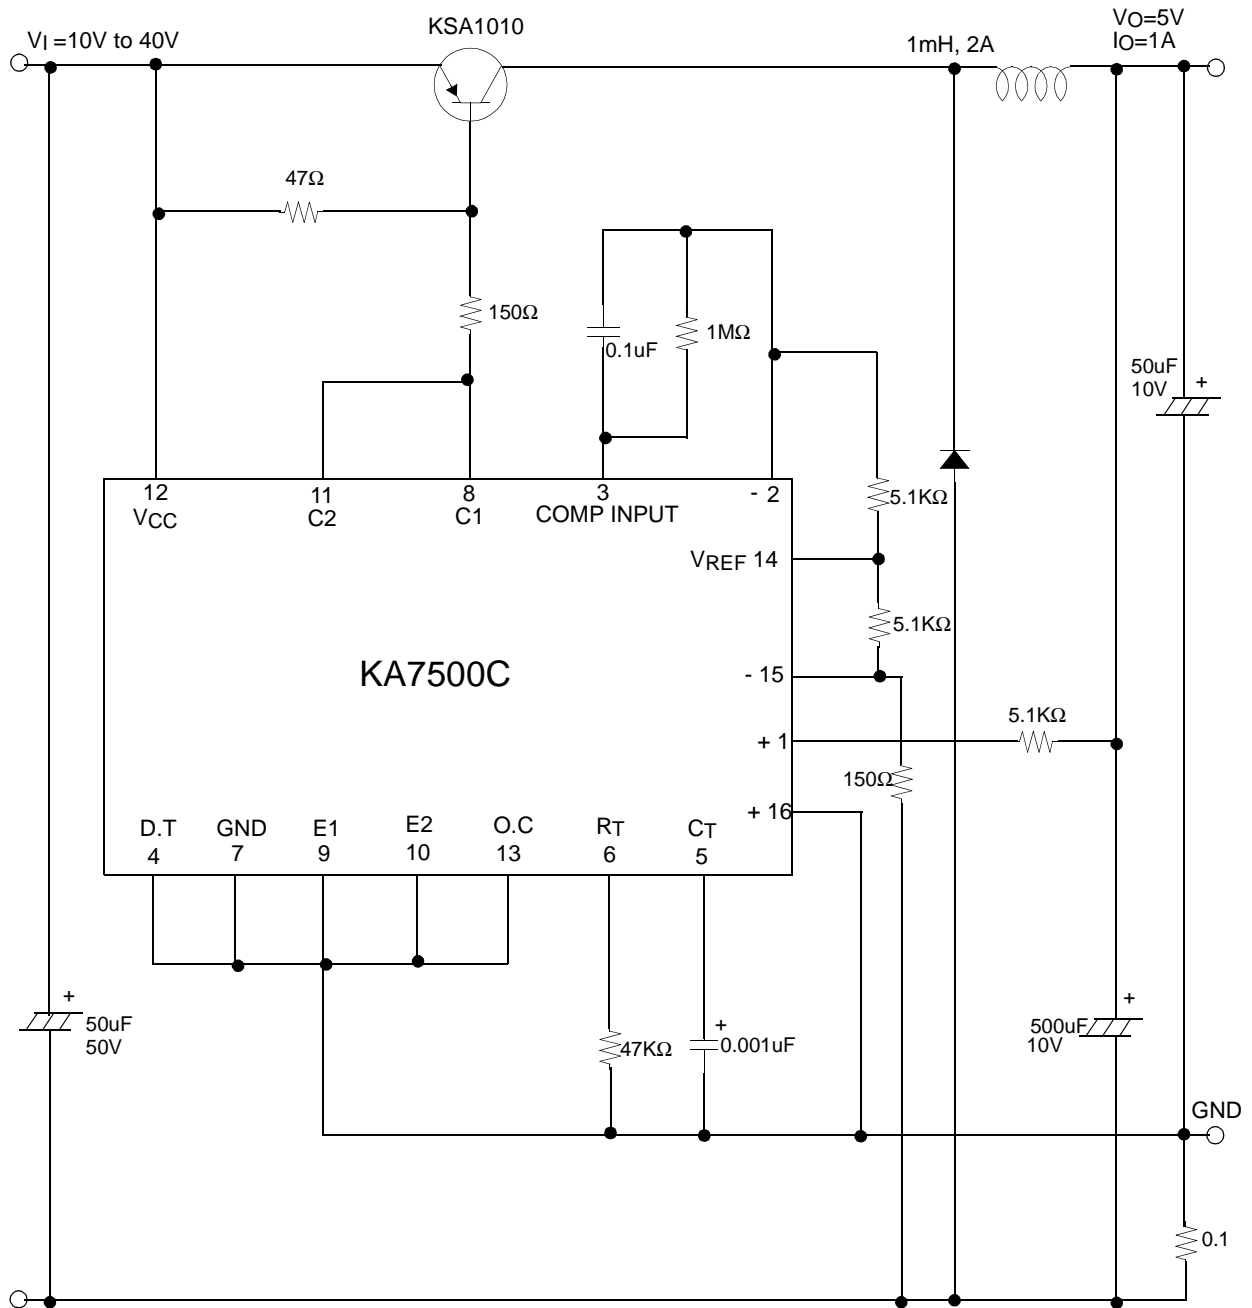 VI =10V to 40V
KSA1010
1mH, 2A
VO=5V
IO=1A
47Ω
150Ω
0.1uF
1MΩ
50uF
10V
+
12
VCC
11
C2
8
C1
3
COMP INPUT
- 2
5.1KΩ
VREF 14
5.1KΩ
KA7500C
- 15
5.1KΩ
+ 1
150Ω
+ 16
D.T
4
GND
7
E1
9
E2
10
O.C
13
RT
6
CT
5
+
50uF
50V
47KΩ
+
0.001uF
+
500uF
10V
GND
0.1